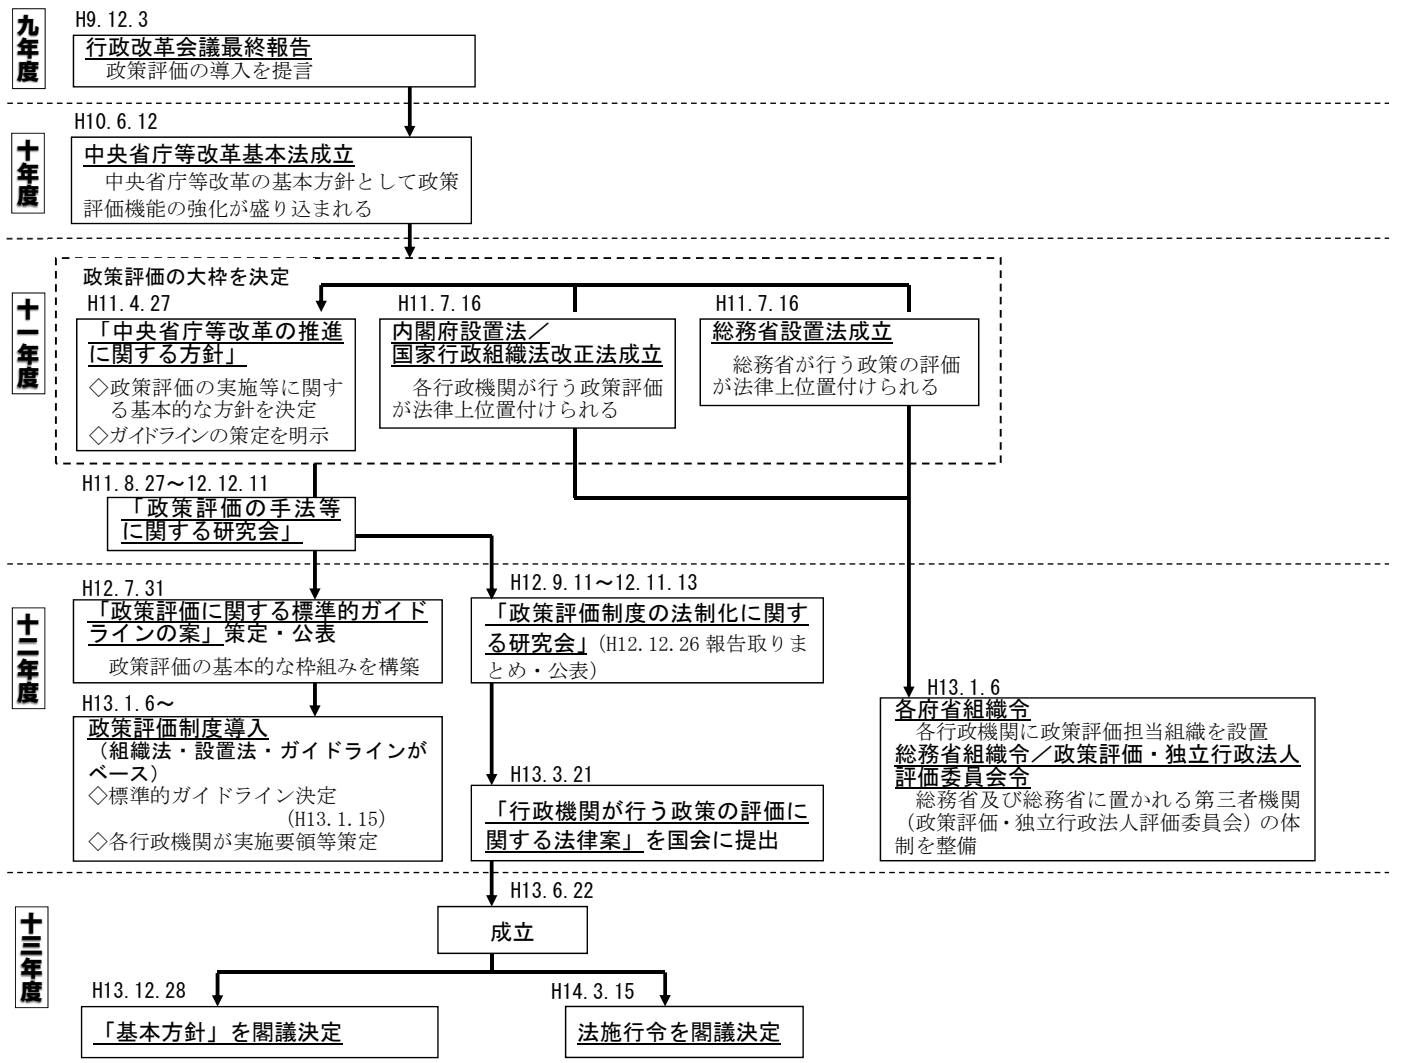 九年度
H9.12.3
行政改革会議最終報告
政策評価の導入を提言
十年度
H10.6.12
中央省庁等改革基本法成立
中央省庁等改革の基本方針として政策
評価機能の強化が盛り込まれる
十一年度
政策評価の大枠を決定
H11.4.27
「中央省庁等改革の推進
に関する方針」
◇政策評価の実施等に関す
る基本的な方針を決定
◇ガイドラインの策定を明示
H11.7.16
内閣府設置法／
国家行政組織法改正法成立
各行政機関が行う政策評価
が法律上位置付けられる
H11.7.16
総務省設置法成立
総務省が行う政策の評価
が法律上位置付けられる
H11.8.27～12.12.11
「政策評価の手法等
に関する研究会」
十二年度
H12.7.31
「政策評価に関する標準的ガイド
ラインの案」策定・公表
政策評価の基本的な枠組みを構築
H13.1.6～
政策評価制度導入
（組織法・設置法・ガイドラインが
ベース）
◇標準的ガイドライン決定
(H13.1.15)
◇各行政機関が実施要領等策定
H12.9.11～12.11.13
「政策評価制度の法制化に関す
る研究会」(H12.12.26 報告取りま
とめ・公表)
H13.3.21
「行政機関が行う政策の評価に
関する法律案」を国会に提出
H13.1.6
各府省組織令
各行政機関に政策評価担当組織を設置
総務省組織令／政策評価・独立行政法人
評価委員会令
総務省及び総務省に置かれる第三者機関
（政策評価・独立行政法人評価委員会）の体
制を整備
十三年度
H13.6.22
成立
H13.12.28
「基本方針」を閣議決定
H14.3.15
法施行令を閣議決定